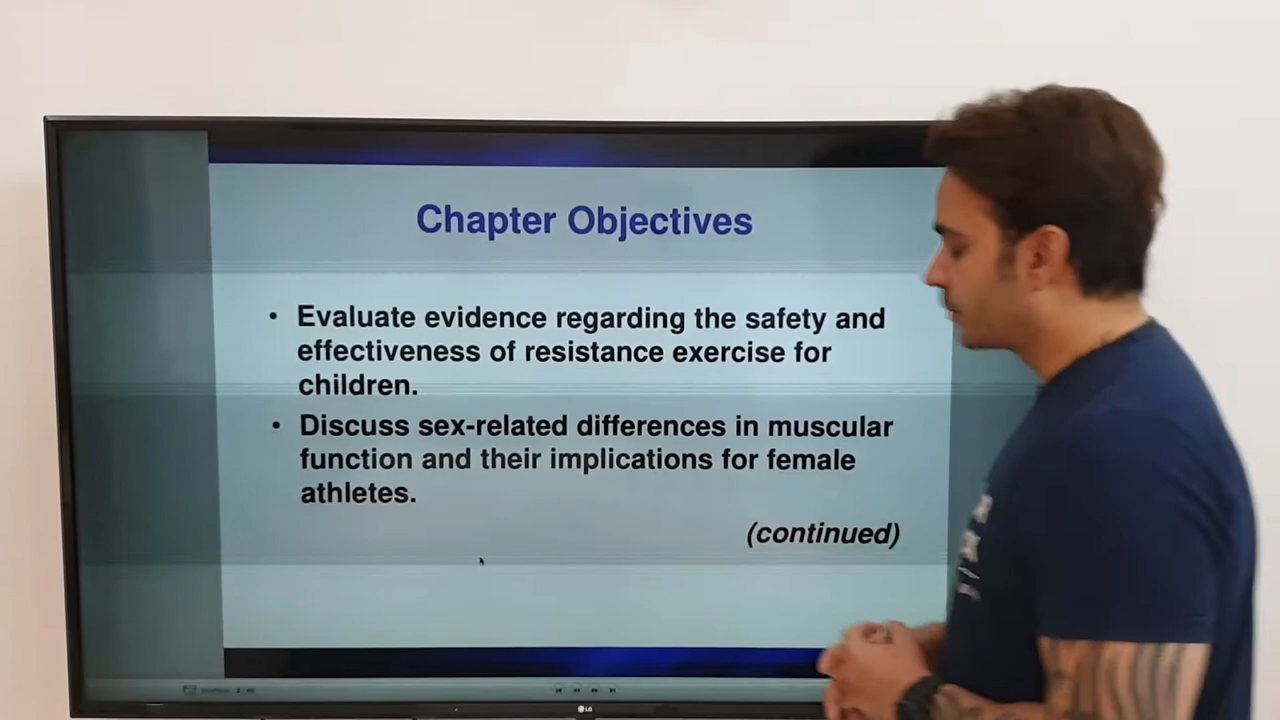 Chapter Objectives
• Evaluate evidence regarding the safety and
effectiveness of resistance exercise for
children.
• Discuss sex-related differences in muscular
function and their implications for female
athletes.
(continued)
LG